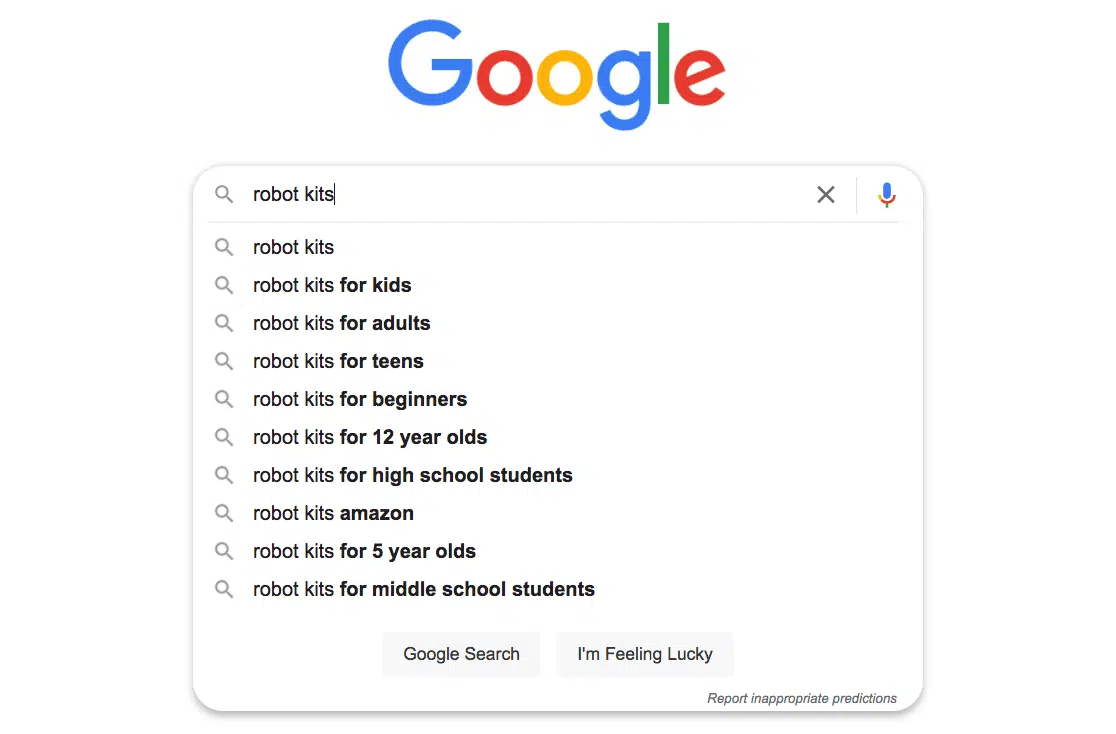 Google
robot kits
robot kits
robot kits for kids
robot kits for adults
robot kits for teens
robot kits for beginners
robot kits for 12 year olds
robot kits for high school students
robot kits amazon
robot kits for 5 year olds
robot kits for middle school students
Google Search I'm Feeling Lucky
Report inappropriate predictions